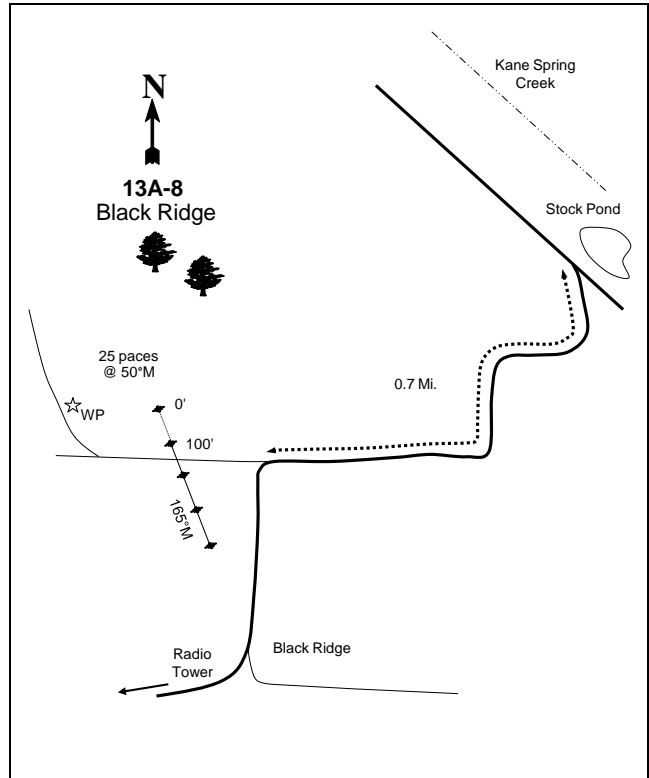 Kane Spring
Creek
N
13A-8
Black Ridge
Stock Pond
25 paces
@ 50°M
0'
0.7 Mi.
WP
100'
165°M
Radio
Tower
Black Ridge